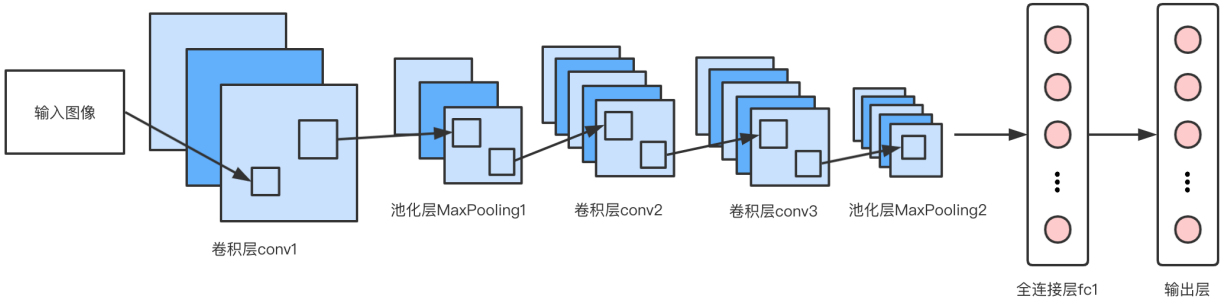 输入图像
卷积层conv1
池化层MaxPooling1
卷积层conv2
卷积层conv3
池化层MaxPooling2
全连接层fc1
输出层